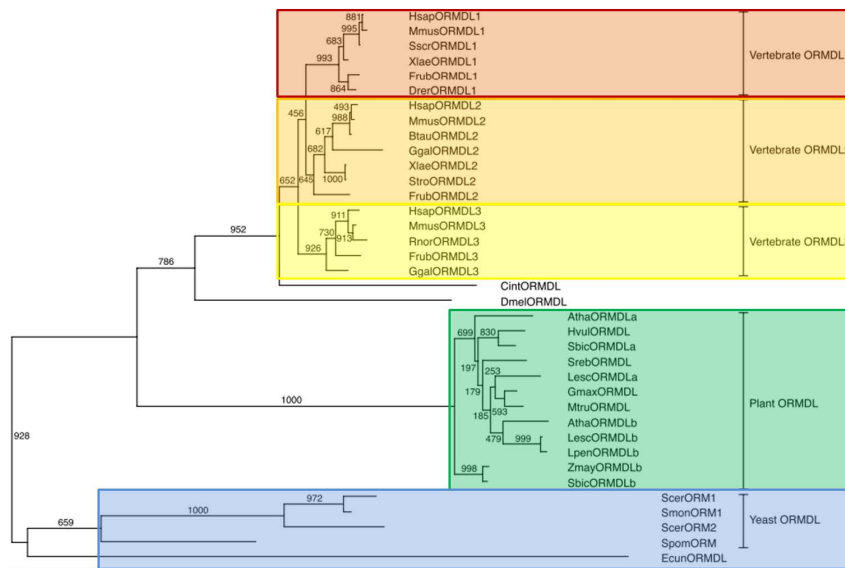 881 HsapORMDL1
995 MmusORMDL1
683 SscrORMDL1
Vertebrate ORMDL
993 XlaeORMDL1
FrubORMDL1
864 DrerORMDL1
493 HsapORMDL2
988 MmusORMDL2
456 617 BtauORMDL2
682 GgalORMDL2
Vertebrate ORMDL
XlaeORMDL2
652 645 1000 StroORMDL2
FrubORMDL2
911 HsapORMDL3
730 MmusORMDL3
952 913 RnorORMDL3
Vertebrate ORMDL
926 FrubORMDL3
GgalORMDL3
786
CintORMDL
DmelORMDL
AthaORMDLa
699 830 HvulORMDL
SbicORMDLa
197 SrebORMDL
253 LescORMDLa
179 GmaxORMDL
1000 185 593 MtruORMDL
Plant ORMDL
AthaORMDLb
928 479 999 LescORMDLb
LpenORMDLb
998 ZmayORMDLb
SbicORMDLb
972 ScerORM1
1000 SmonORM1
659 ScerORM2
Yeast ORMDL
SpomORM
EcunORMDL